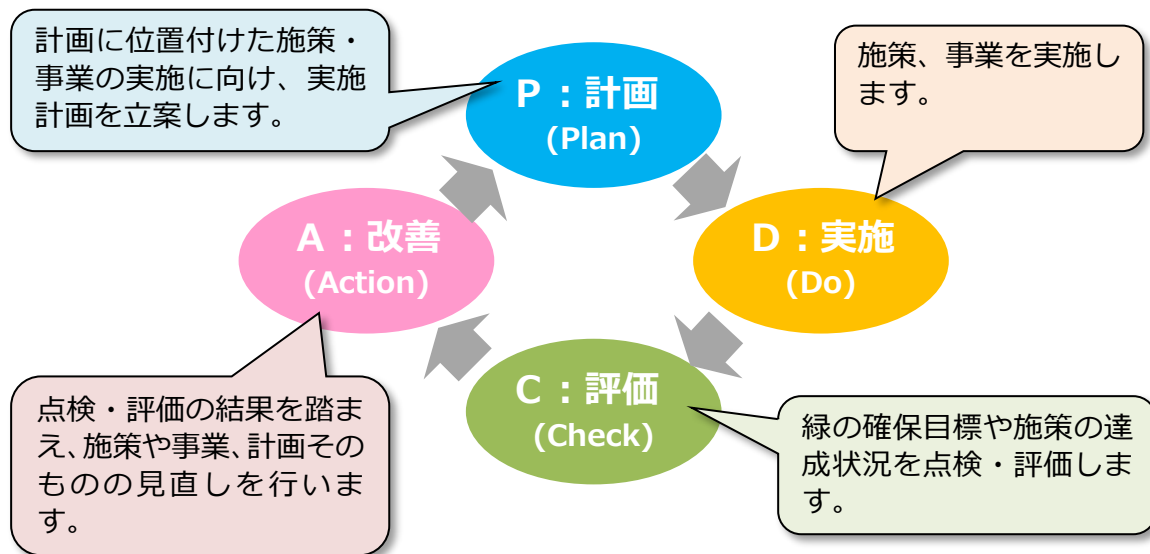 計画に位置付けた施策・
事業の実施に向け、実施
計画を立案します。
P：計画
(Plan)
施策、事業を実施し
ます。
A：改善
(Action)
D：実施
(Do)
C：評価
(Check)
点検・評価の結果を踏ま
え、施策や事業、計画その
ものの見直しを行いま
す。
緑の確保目標や施策の達
成状況を点検・評価しま
す。